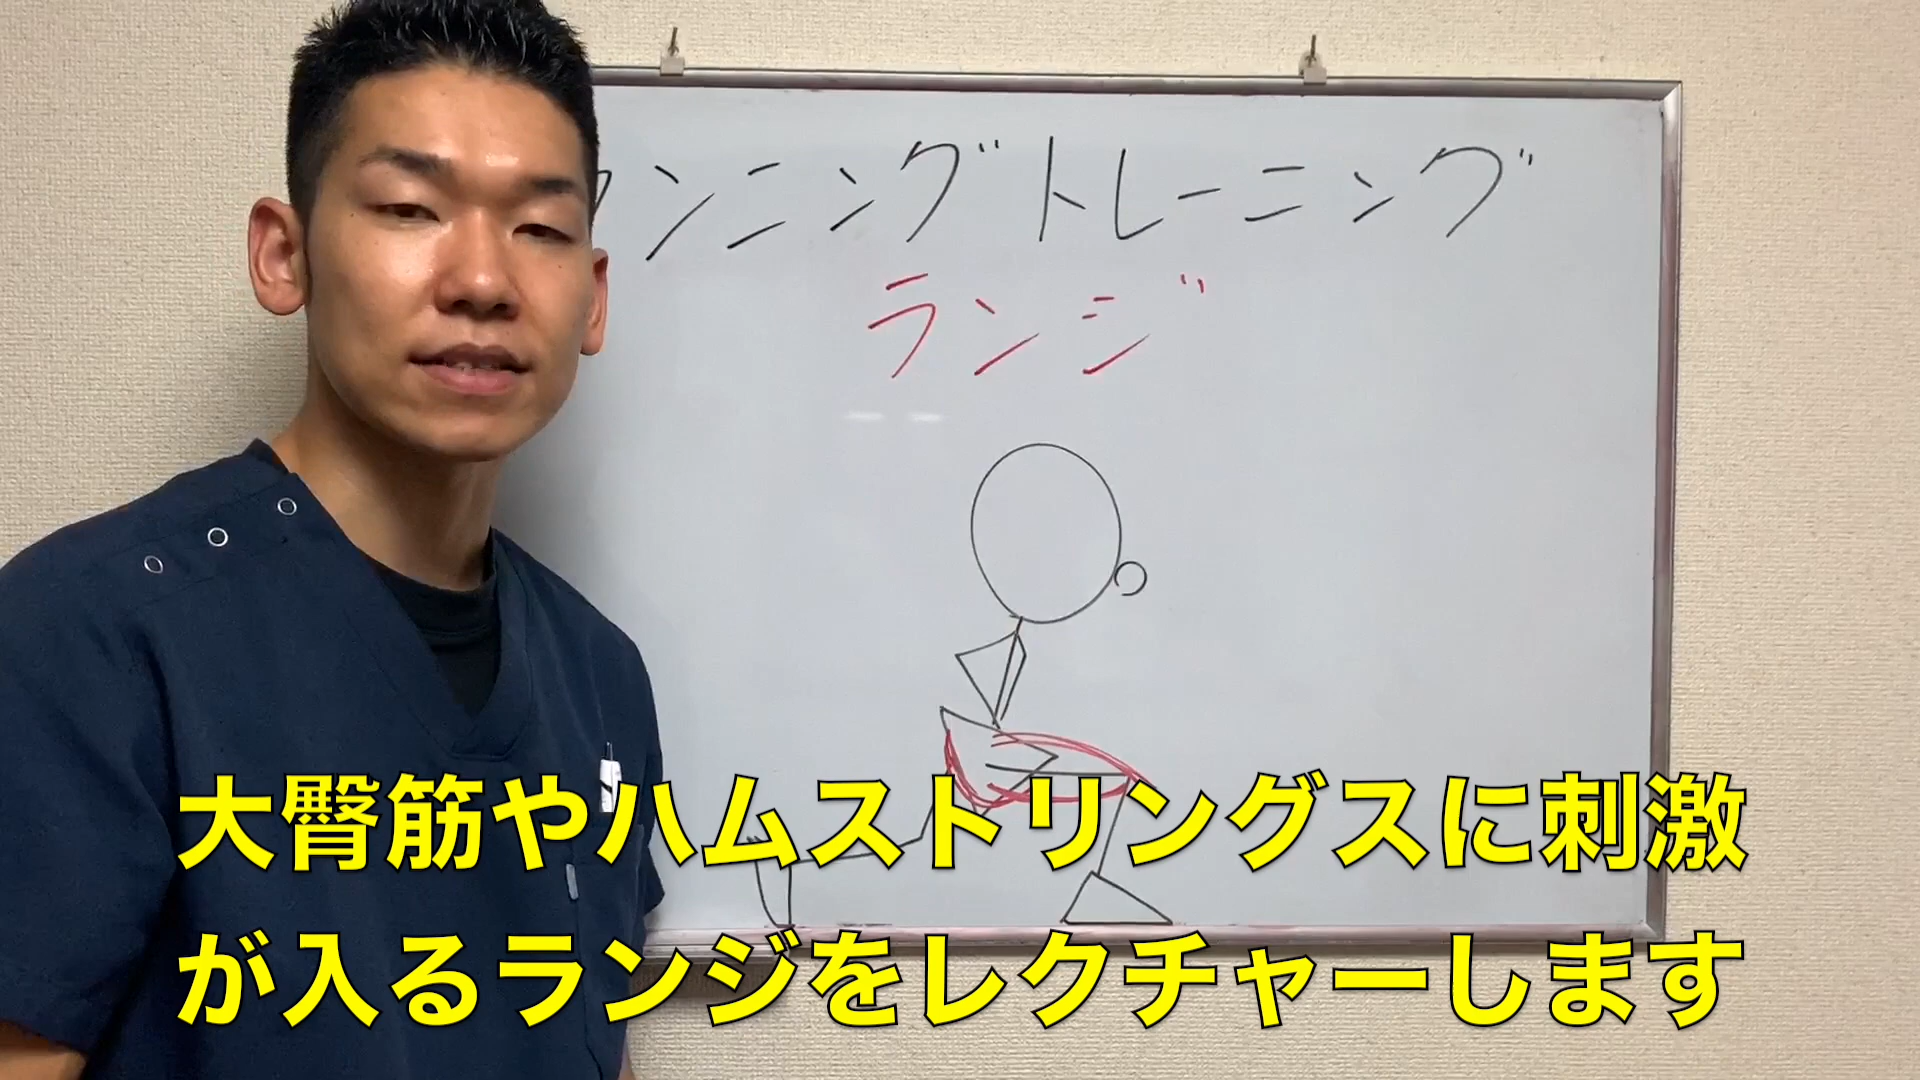 ランニングトレーニング
ランジ
大臀筋やハムストリングスに刺激
が入るランジをレクチャーします